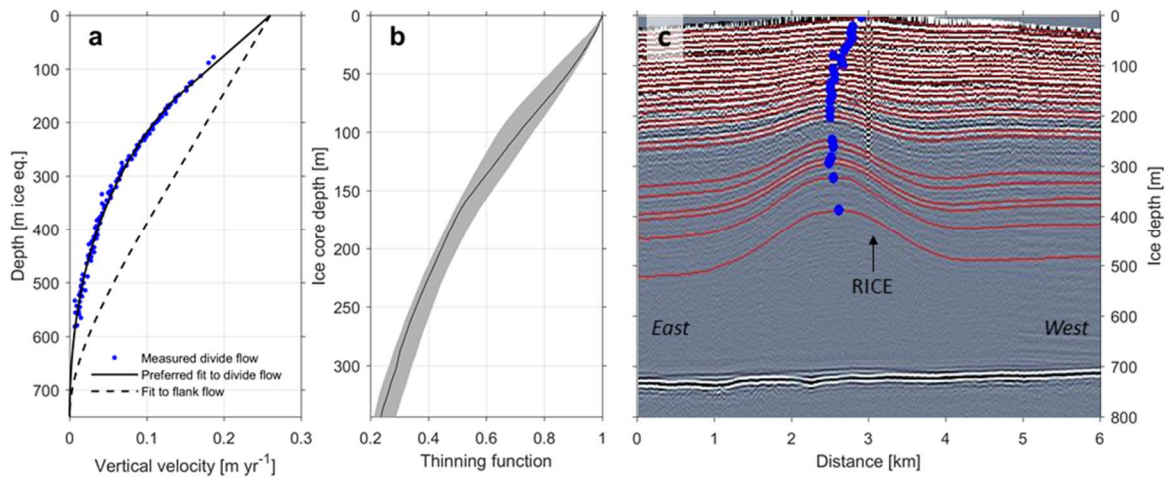 a
0
100
200
300
400
500
600
700
Depth [m ice eq.]
Measured divide flow
Preferred fit to divide flow
Fit to flank flow
0
0.1
0.2
0.3
Vertical velocity [m yr-1]
b
0
50
100
150
200
250
300
Ice core depth [m]
0.2
0.4
0.6
0.8
1
Thinning function
c
RICE
East
West
0
100
200
300
400
500
600
700
800
Ice depth [m]
0
1
2
3
4
5
6
Distance [km]